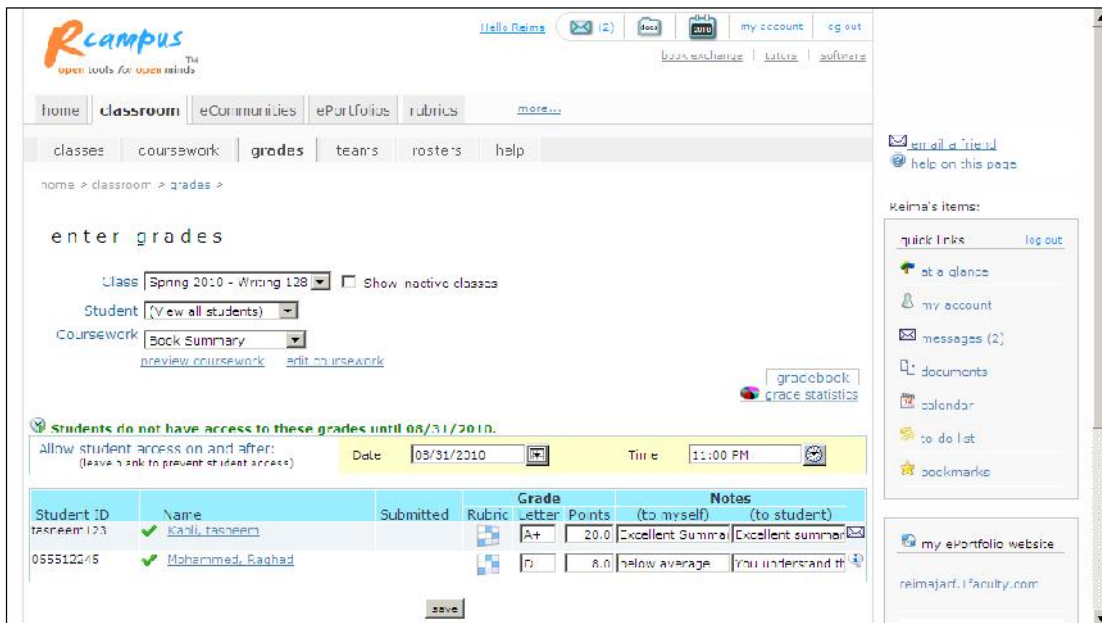 Rcampus TM
open tools for open minds
Hello Reima (2) docs 2010 my account log out
book exchange | tutors | software
home classroom eCommunities ePortfolios rubrics more...
classes coursework grades teams rosters help
home > classroom > grades >
enter grades
Class Spring 2010 - Writing 128 Show inactive classes
Student (View all students)
Coursework Book Summary
preview coursework edit coursework
gradebook
grade statistics
Students do not have access to these grades until 08/31/2010.
Allow student access on and after:
(leave blank to prevent student access)
Date 08/31/2010 Time 11:00 PM
Grade Notes
Student ID Name Submitted Rubric Letter Points (to myself) (to student)
tasneem123 Kahli, tasneem A+ 20.0 Excellent Summa Excellent summar
055512245 Mohammed, Raghad D 8.0 below average You understand th
save
email a friend
help on this page
Reima's items:
quick links log out
at a glance
my account
messages (2)
documents
calendar
to do list
bookmarks
my ePortfolio website
reimajarf.1faculty.com